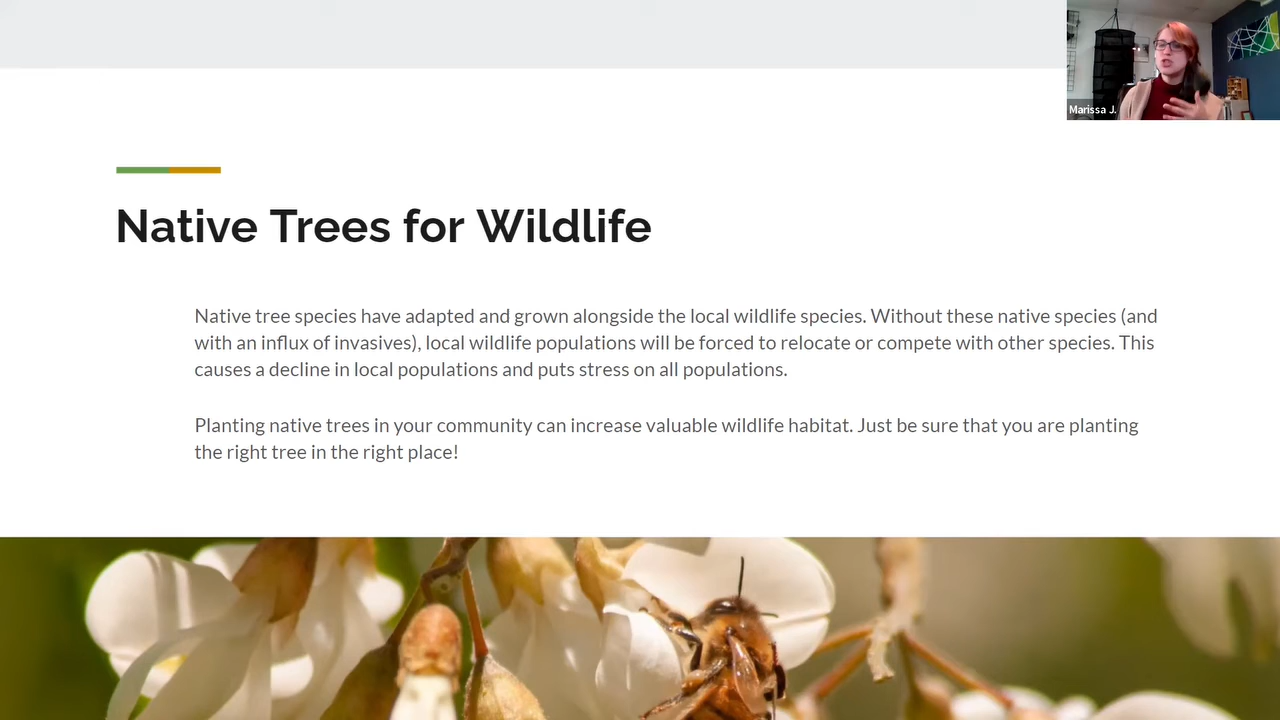 Marissa J.
Native Trees for Wildlife
Native tree species have adapted and grown alongside the local wildlife species. Without these native species (and
with an influx of invasives), local wildlife populations will be forced to relocate or compete with other species. This
causes a decline in local populations and puts stress on all populations.
Planting native trees in your community can increase valuable wildlife habitat. Just be sure that you are planting
the right tree in the right place!